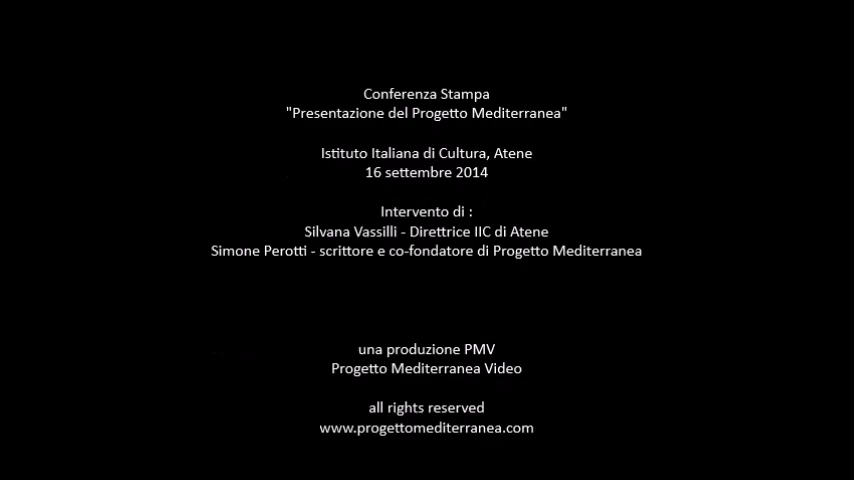 Conferenza Stampa
"Presentazione del Progetto Mediterranea"
Istituto Italiana di Cultura, Atene
16 settembre 2014
Intervento di :
Silvana Vassilli - Direttrice IIC di Atene
Simone Perotti - scrittore e co-fondatore di Progetto Mediterranea
una produzione PMV
Progetto Mediterranea Video
all rights reserved
www.progettomediterranea.com